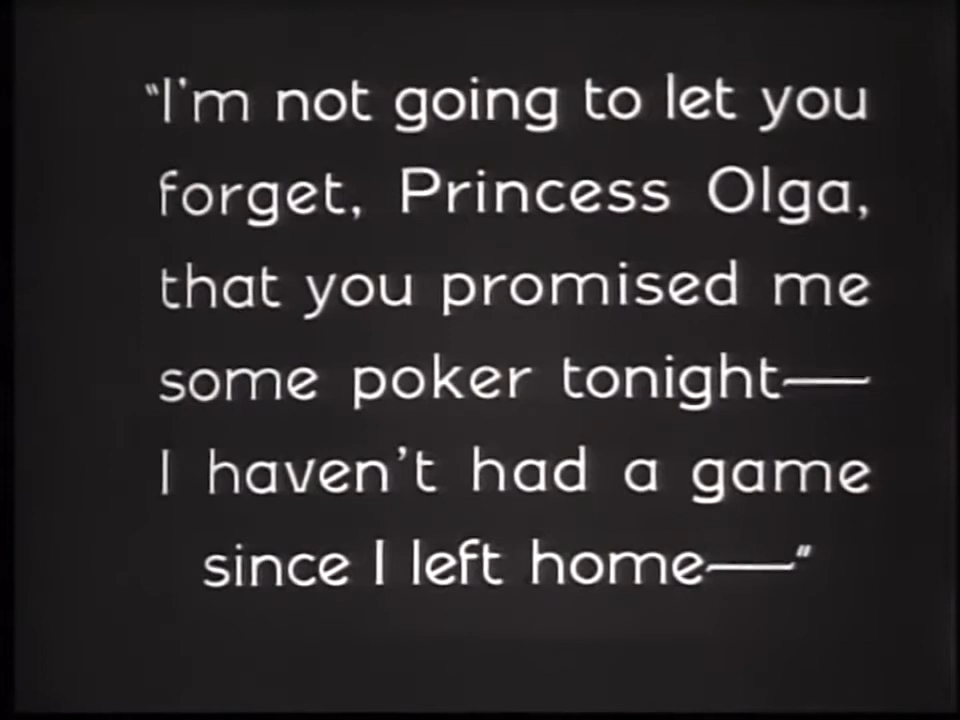 "I'm not going to let you
forget, Princess Olga,
that you promised me
some poker tonight—
I haven't had a game
since I left home—"